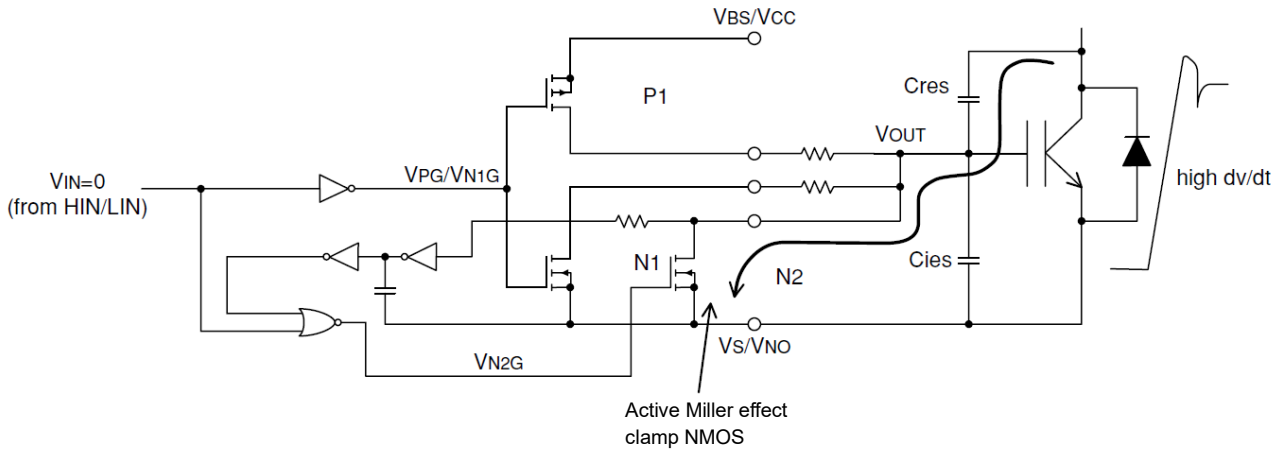 VBS/VCC
P1
Cres
VOUT
VIN=0
(from HIN/LIN)
VPG/VN1G
high dv/dt
N1
N2
Cies
VS/VNO
VN2G
Active Miller effect
clamp NMOS